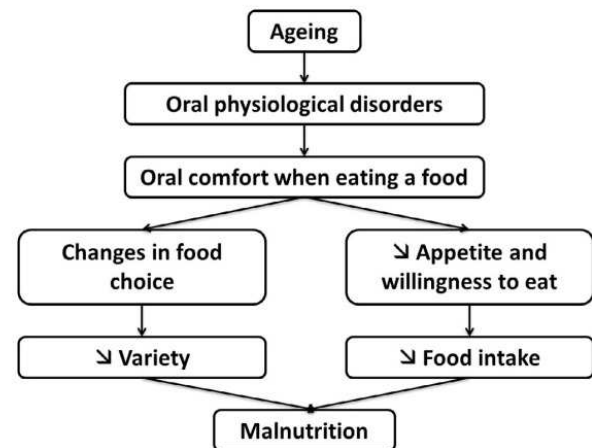 Ageing
Oral physiological disorders
Oral comfort when eating a food
Changes in food
choice
↘ Appetite and
willingness to eat
↘ Variety
↘ Food intake
Malnutrition